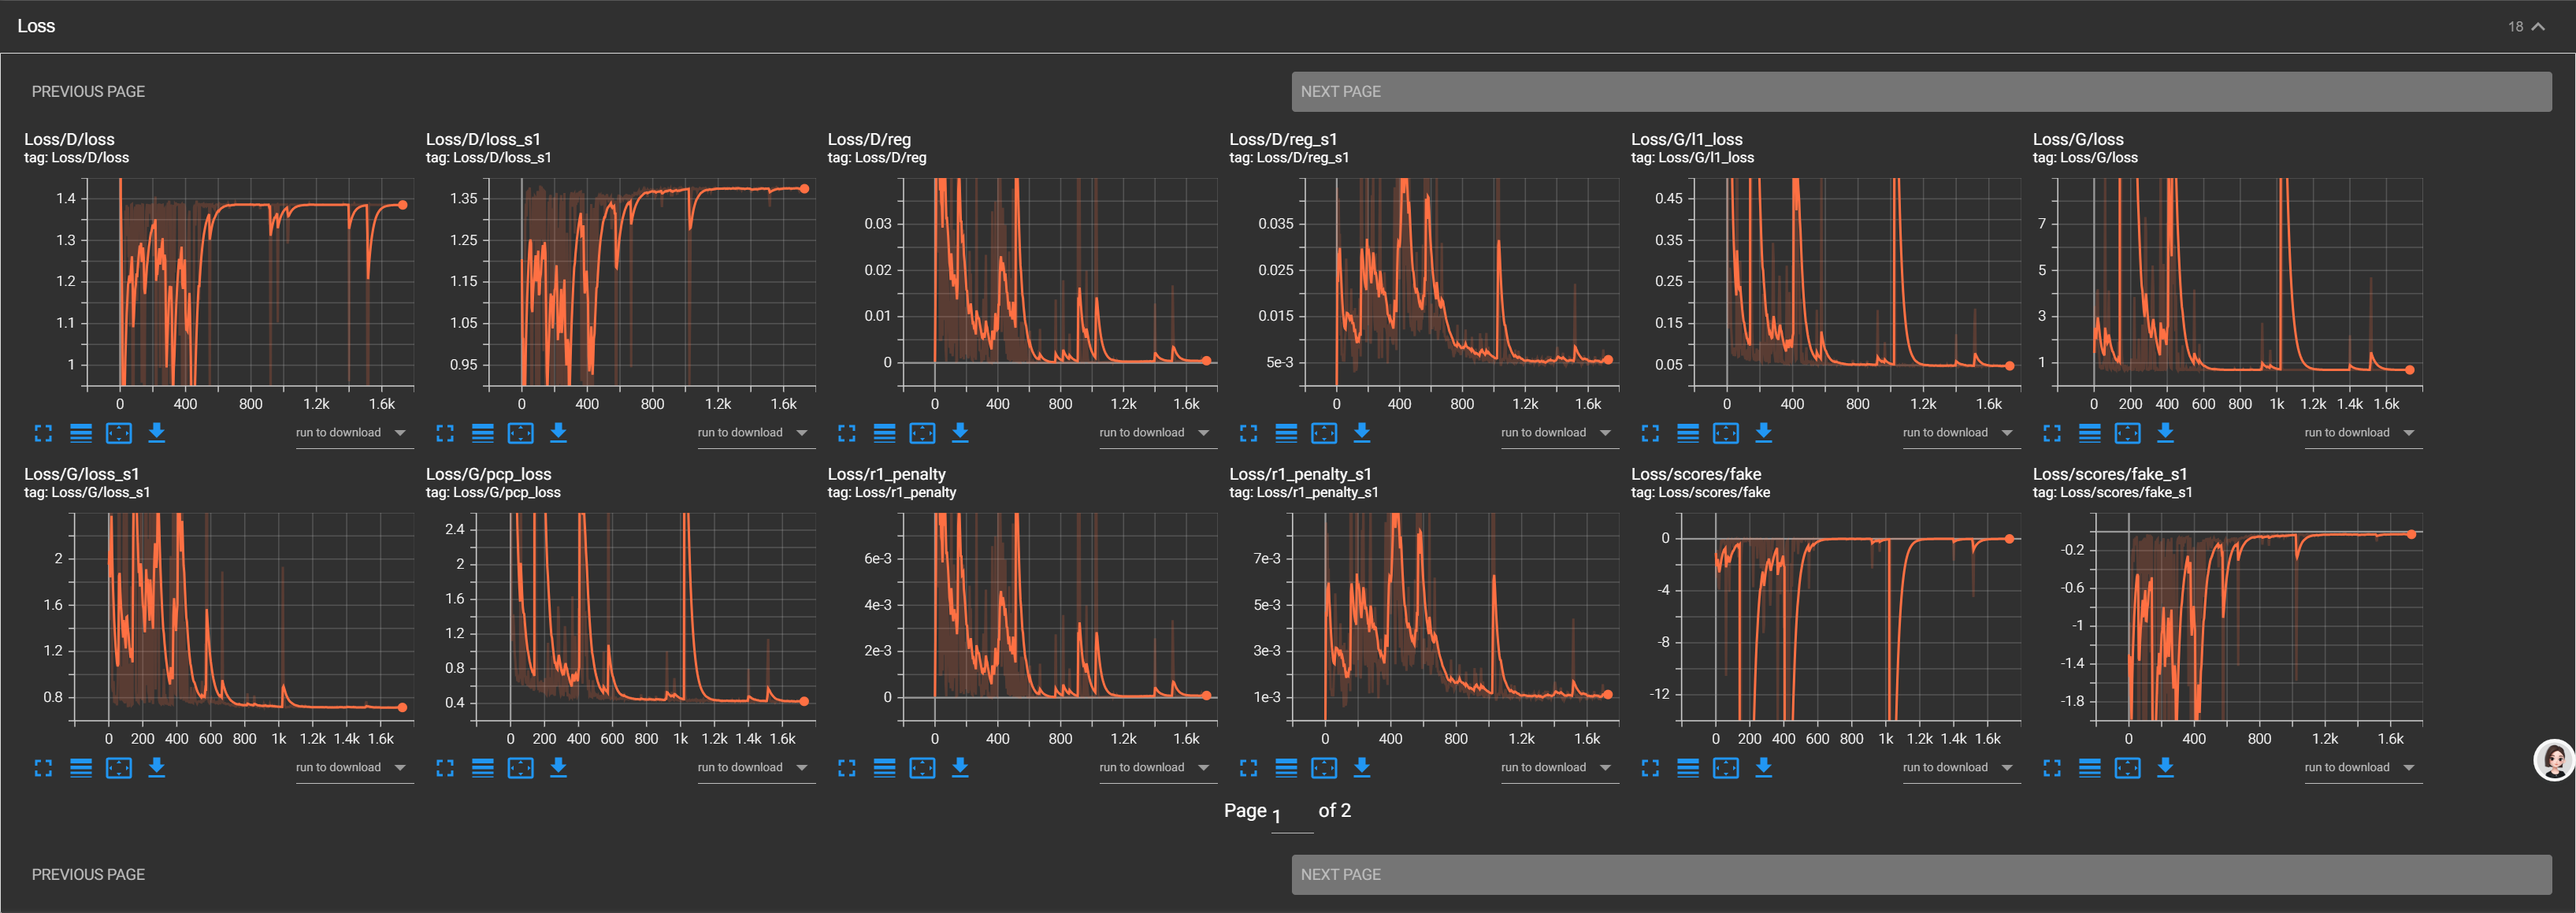 Loss
18
PREVIOUS PAGE
NEXT PAGE
Loss/D/loss
tag: Loss/D/loss
1.4
1.3
1.2
1.1
1
0 400 800 1.2k 1.6k
run to download
Loss/D/loss_s1
tag: Loss/D/loss_s1
1.35
1.25
1.15
1.05
0.95
0 400 800 1.2k 1.6k
run to download
Loss/D/reg
tag: Loss/D/reg
0.03
0.02
0.01
0
0 400 800 1.2k 1.6k
run to download
Loss/D/reg_s1
tag: Loss/D/reg_s1
0.035
0.025
0.015
5e-3
0 400 800 1.2k 1.6k
run to download
Loss/G/l1_loss
tag: Loss/G/l1_loss
0.45
0.35
0.25
0.15
0.05
0 400 800 1.2k 1.6k
run to download
Loss/G/loss
tag: Loss/G/loss
7
5
3
1
0 200 400 600 800 1k 1.2k 1.4k 1.6k
run to download
Loss/G/loss_s1
tag: Loss/G/loss_s1
2
1.6
1.2
0.8
0 200 400 600 800 1k 1.2k 1.4k 1.6k
run to download
Loss/G/pcp_loss
tag: Loss/G/pcp_loss
2.4
2
1.6
1.2
0.8
0.4
0 200 400 600 800 1k 1.2k 1.4k 1.6k
run to download
Loss/r1_penalty
tag: Loss/r1_penalty
6e-3
4e-3
2e-3
0
0 400 800 1.2k 1.6k
run to download
Loss/r1_penalty_s1
tag: Loss/r1_penalty_s1
7e-3
5e-3
3e-3
1e-3
0 400 800 1.2k 1.6k
run to download
Loss/scores/fake
tag: Loss/scores/fake
0
-4
-8
-12
0 200 400 600 800 1k 1.2k 1.4k 1.6k
run to download
Loss/scores/fake_s1
tag: Loss/scores/fake_s1
-0.2
-0.6
-1
-1.4
-1.8
0 400 800 1.2k 1.6k
run to download
Page 1 of 2
PREVIOUS PAGE
NEXT PAGE